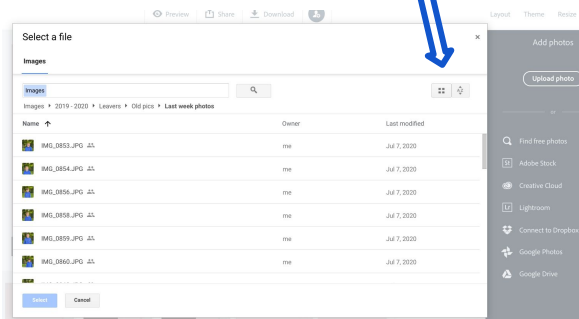 Preview Share Download
Layout Theme Resize
Select a file ×
Add photos
Images
Upload photo
Images
Images 2019 - 2020 Leavers Old pics Last week photos
or
Name Owner Last modified
Find free photos
IMG_0853.JPG me Jul 7, 2020
St Adobe Stock
IMG_0854.JPG me Jul 7, 2020
Creative Cloud
IMG_0856.JPG me Jul 7, 2020
Lr Lightroom
IMG_0858.JPG me Jul 7, 2020
Connect to Dropbox
IMG_0859.JPG me Jul 7, 2020
Google Photos
IMG_0860.JPG me Jul 7, 2020
Google Drive
Select Cancel